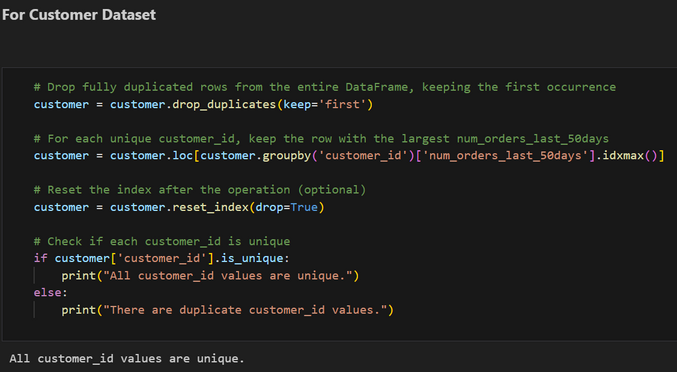 For Customer Dataset
# Drop fully duplicated rows from the entire DataFrame, keeping the first occurrence
customer = customer.drop_duplicates(keep='first')
# For each unique customer_id, keep the row with the largest num_orders_last_50days
customer = customer.loc[customer.groupby('customer_id')['num_orders_last_50days'].idxmax()]
# Reset the index after the operation (optional)
customer = customer.reset_index(drop=True)
# Check if each customer_id is unique
if customer['customer_id'].is_unique:
    print("All customer_id values are unique.")
else:
    print("There are duplicate customer_id values.")
All customer_id values are unique.